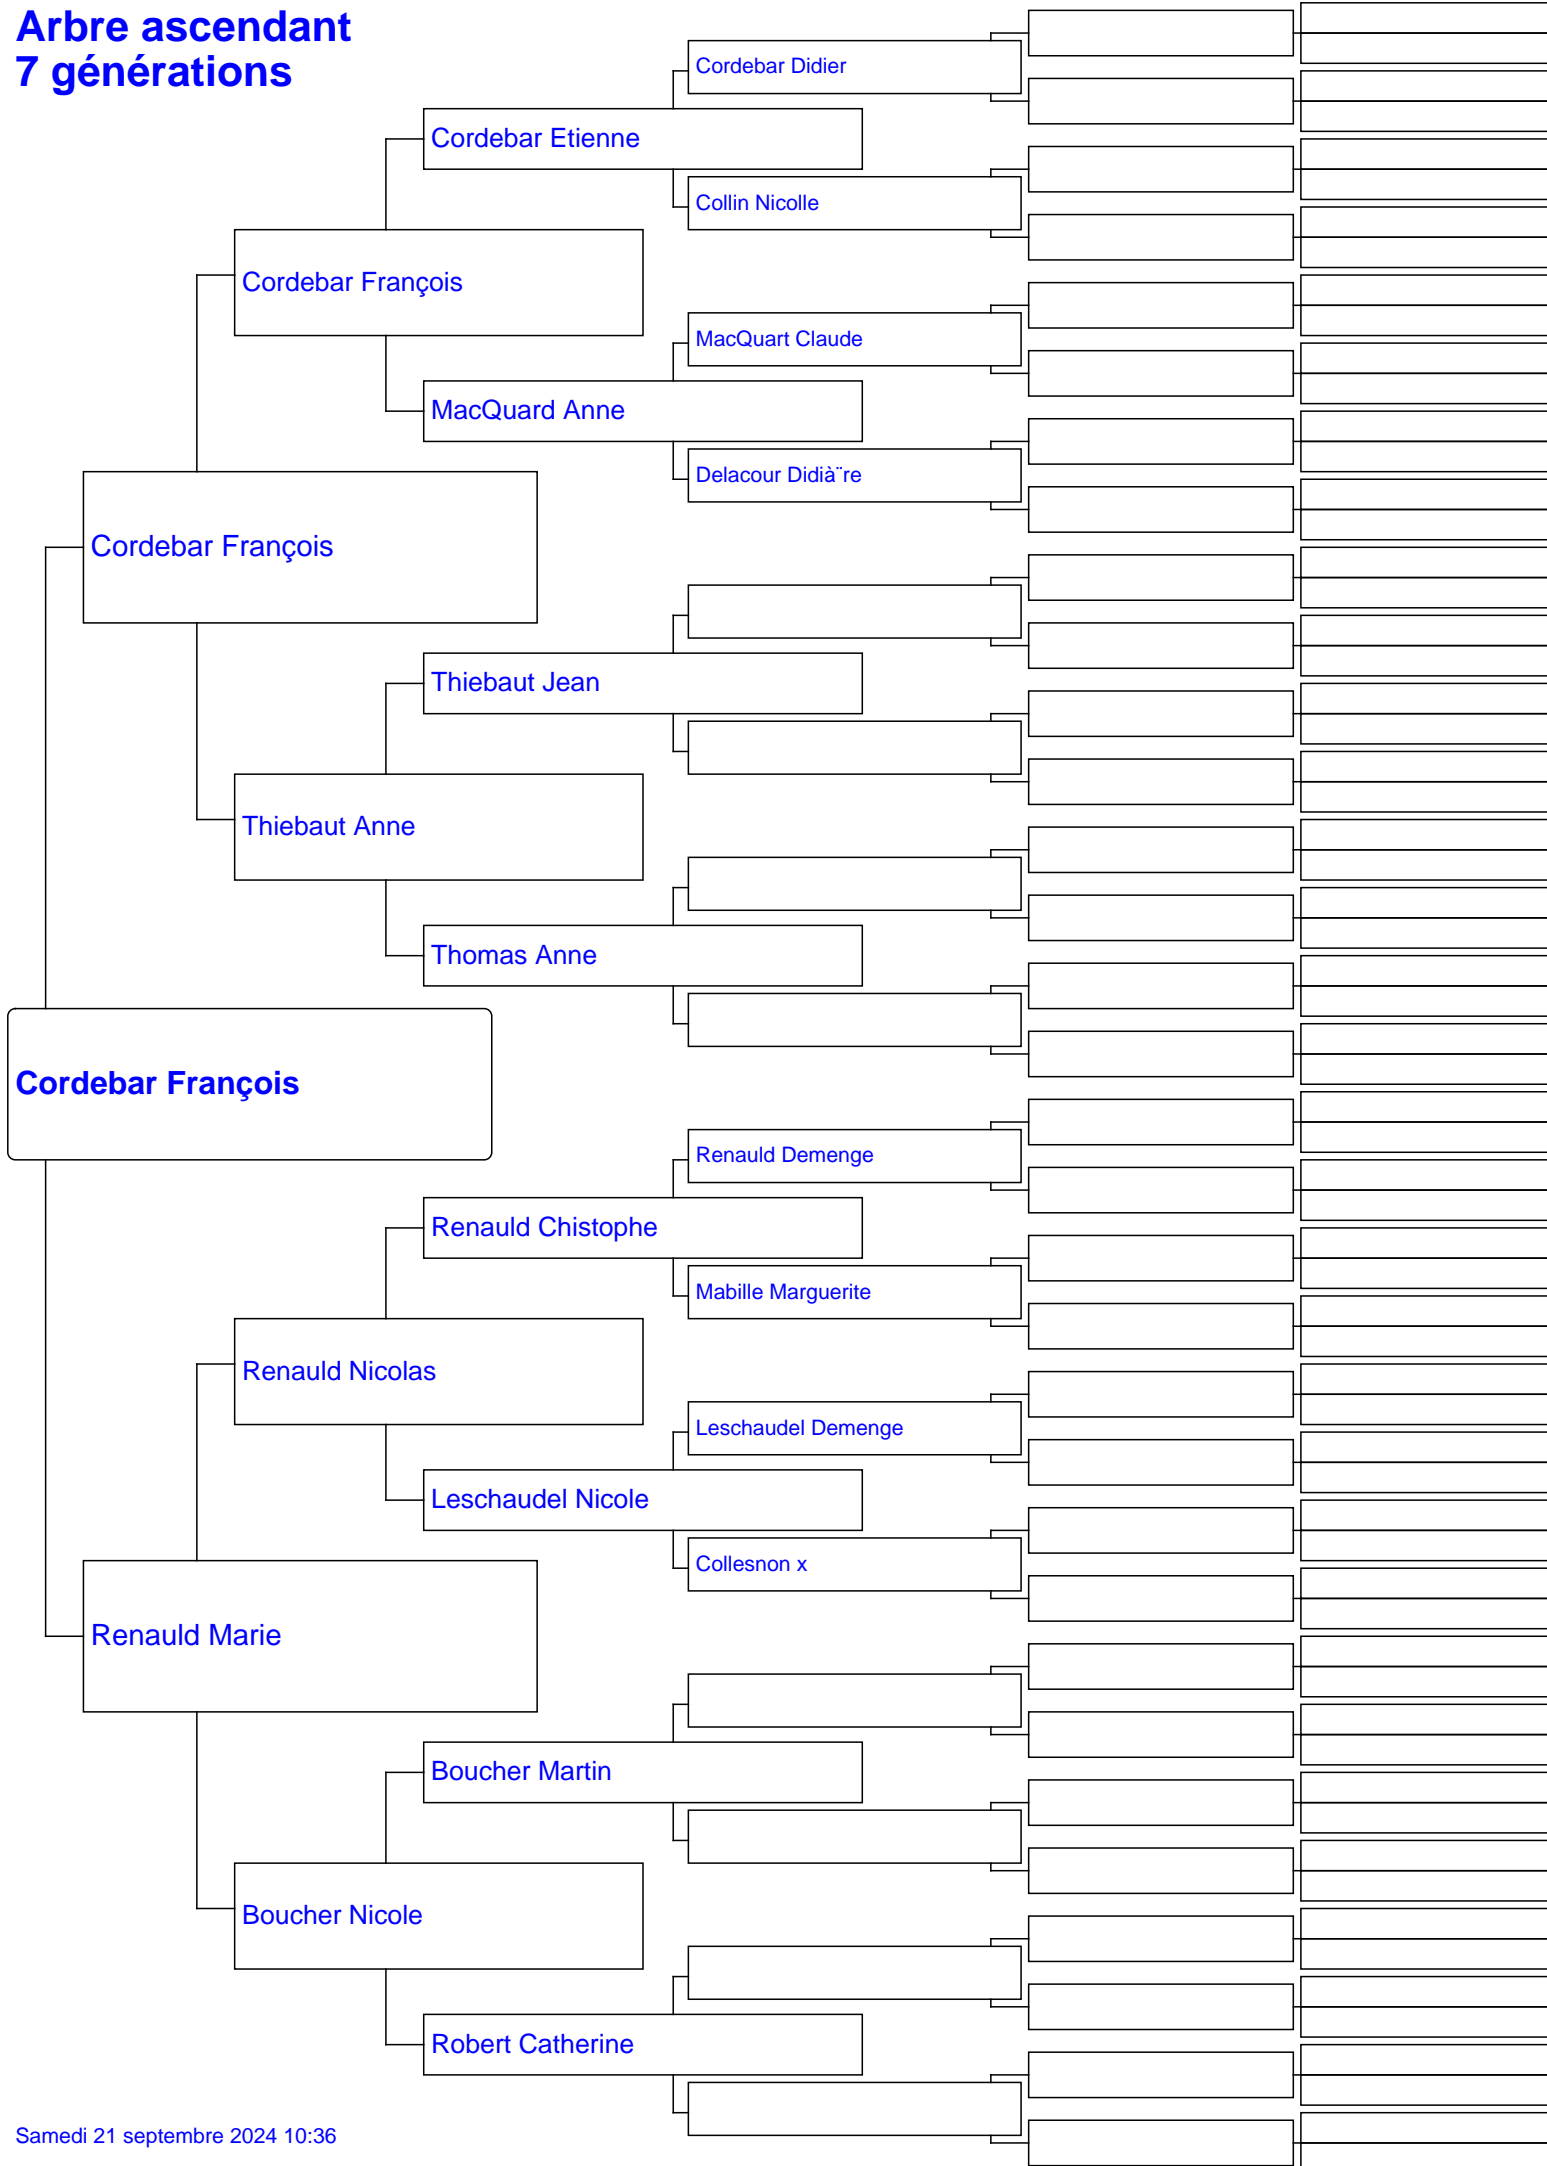 Arbre ascendant
7 générations
Cordebar Didier
Cordebar Etienne
Collin Nicolle
Cordebar François
MacQuart Claude
MacQuard Anne
Delacour Didià¨re
Cordebar François
Thiebaut Jean
Thiebaut Anne
Thomas Anne
Cordebar François
Renauld Demenge
Renauld Chistophe
Mabille Marguerite
Renauld Nicolas
Leschaudel Demenge
Leschaudel Nicole
Collesnon x
Renauld Marie
Boucher Martin
Boucher Nicole
Robert Catherine
Samedi 21 septembre 2024 10:36